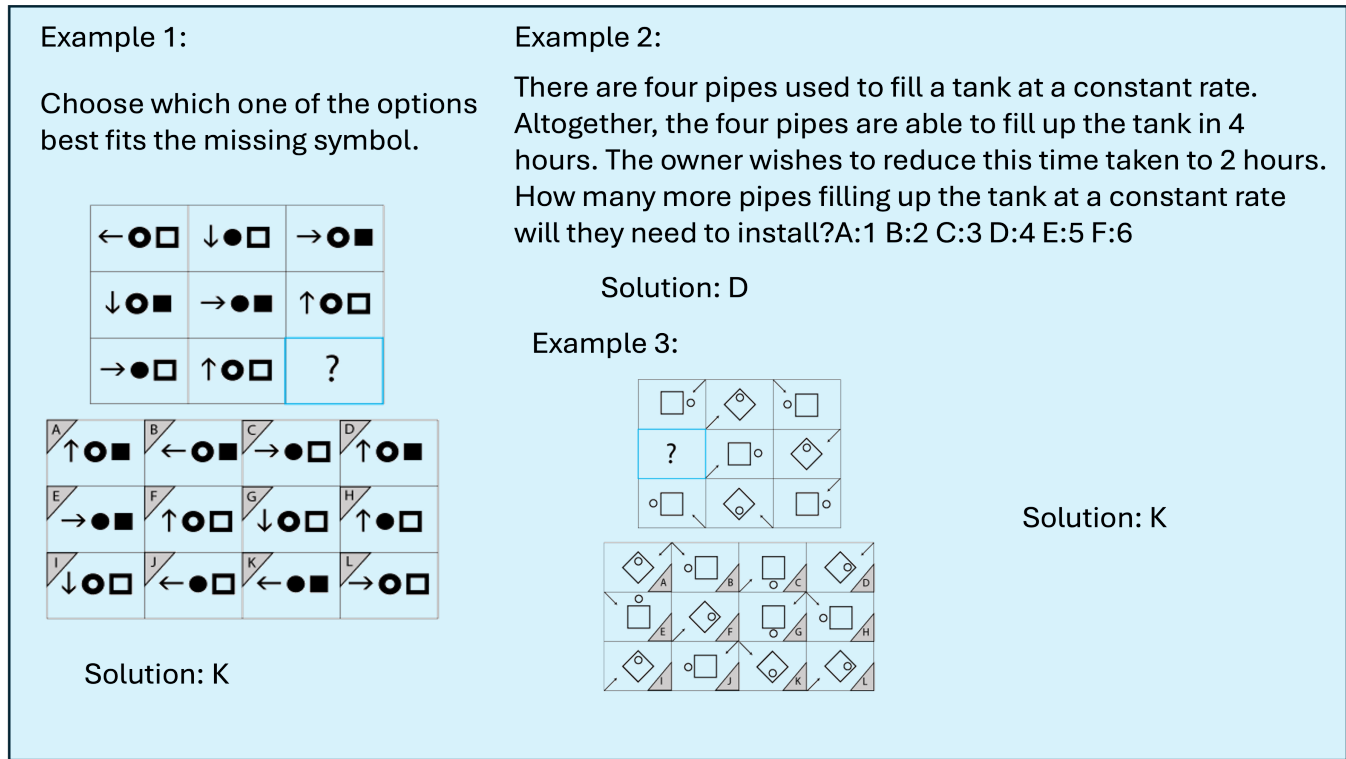 Example 1:
Choose which one of the options
best fits the missing symbol.
←○□ ↓●□ →○■
↓○■ →●■ ↑○□
→●□ ↑○□ ?
A B C D
↑○■ ←○■ →●□ ↑○■
E F G H
→●■ ↑○□ ↓○□ ↑●□
I J K L
↓○□ ←●□ ←●■ →○□
Solution: K
Example 2:
There are four pipes used to fill a tank at a constant rate.
Altogether, the four pipes are able to fill up the tank in 4
hours. The owner wishes to reduce this time taken to 2 hours.
How many more pipes filling up the tank at a constant rate
will they need to install?A:1 B:2 C:3 D:4 E:5 F:6
Solution: D
Example 3:
?
A B C D
E F G H
I J K L
Solution: K